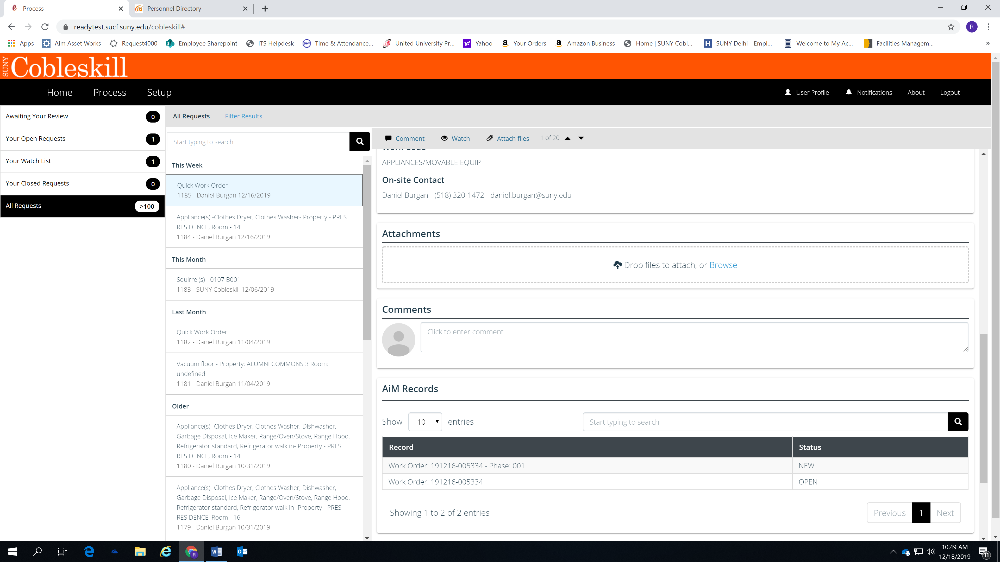 Process
Personnel Directory
readytest.sucf.suny.edu/cobleskill#
R
Apps
Aim Asset Works
Request4000
Employee Sharepoint
ITS Helpdesk
Time & Attendance...
United University Pr...
Yahoo
Your Orders
Amazon Business
Home | SUNY Cobl...
SUNY Delhi - Empl...
Welcome to My Ac...
Facilities Managem...
»
SUNY Cobleskill
Home
Process
Setup
User Profile
Notifications
About
Logout
Awaiting Your Review 0
Your Open Requests 1
Your Watch List 1
Your Closed Requests 0
All Requests >100
All Requests
Filter Results
Start typing to search
This Week
Quick Work Order
1185 - Daniel Burgan 12/16/2019
Appliance(s) -Clothes Dryer, Clothes Washer- Property - PRES
RESIDENCE, Room - 14
1184 - Daniel Burgan 12/16/2019
This Month
Squirrel(s) - 0107 B001
1183 - SUNY Cobleskill 12/06/2019
Last Month
Quick Work Order
1182 - Daniel Burgan 11/04/2019
Vacuum floor - Property: ALUMNI COMMONS 3 Room:
undefined
1181 - Daniel Burgan 11/04/2019
Older
Appliance(s) -Clothes Dryer, Clothes Washer, Dishwasher,
Garbage Disposal, Ice Maker, Range/Oven/Stove, Range Hood,
Refrigerator standard, Refrigerator walk in- Property - PRES
RESIDENCE, Room - 14
1180 - Daniel Burgan 10/31/2019
Appliance(s) -Clothes Dryer, Clothes Washer, Dishwasher,
Garbage Disposal, Ice Maker, Range/Oven/Stove, Range Hood,
Refrigerator standard, Refrigerator walk in- Property - PRES
RESIDENCE, Room - 16
1179 - Daniel Burgan 10/31/2019
Comment
Watch
Attach files
1 of 20
Work Code
APPLIANCES/MOVABLE EQUIP
On-site Contact
Daniel Burgan - (518) 320-1472 - daniel.burgan@suny.edu
Attachments
Drop files to attach, or Browse
Comments
Click to enter comment
AiM Records
Show 10 entries
Start typing to search
Record Status
Work Order: 191216-005334 - Phase: 001 NEW
Work Order: 191216-005334 OPEN
Showing 1 to 2 of 2 entries
Previous 1 Next
10:49 AM
12/18/2019
11